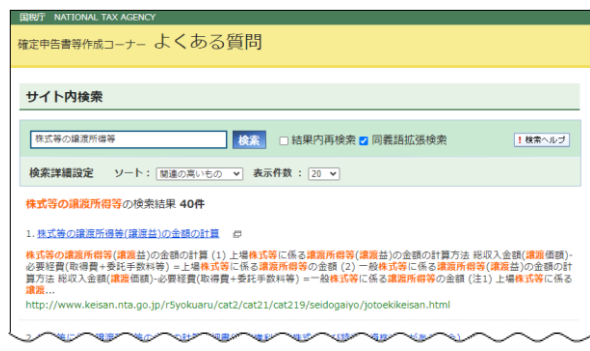 国税庁 NATIONAL TAX AGENCY
確定申告書等作成コーナー よくある質問
サイト内検索
株式等の譲渡所得等 検索 結果内再検索 同義語拡張検索 ! 検索ヘルプ
検索詳細設定 ソート： 関連の高いもの 表示件数 ： 20
株式等の譲渡所得等の検索結果 40件
1. 株式等の譲渡所得等(譲渡益)の金額の計算
株式等の譲渡所得等(譲渡益)の金額の計算 (1) 上場株式等に係る譲渡所得等(譲渡益)の金額の計算方法 総収入金額(譲渡価額)-
必要経費(取得費+委託手数料等) =上場株式等に係る譲渡所得等の金額 (2) 一般株式等に係る譲渡所得等(譲渡益)の金額の計
算方法 総収入金額(譲渡価額)-必要経費(取得費+委託手数料等) =一般株式等に係る譲渡所得等の金額 (注1) 上場株式等に係る
譲渡...
http://www.keisan.nta.go.jp/r5yokuaru/cat2/cat21/cat219/seidogaiyo/jotoekikeisan.html